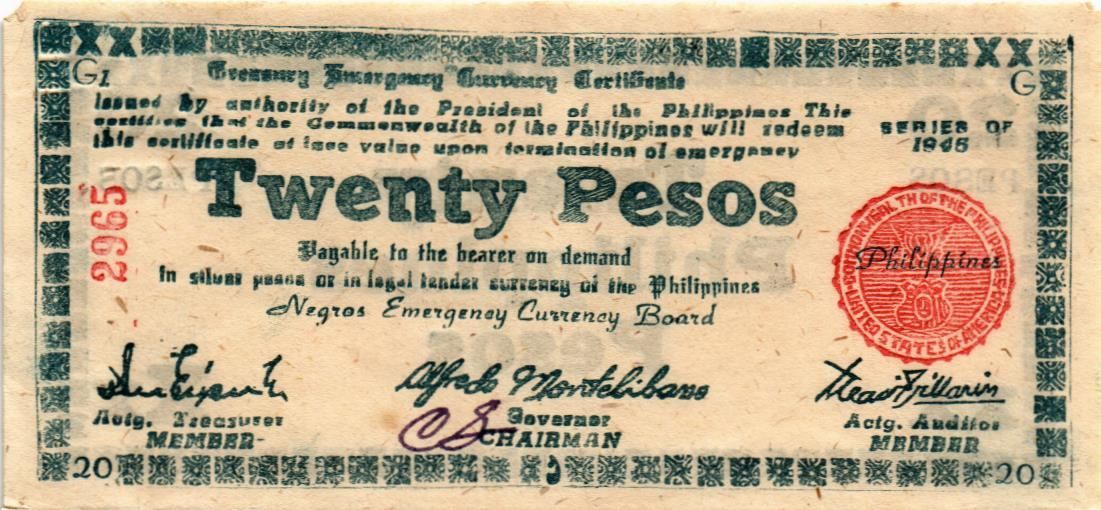 XX XX
G1 G
Treasury Emergency Currency Certificate
Issued by authority of the President of the Philippines This
certifies that the Commonwealth of the Philippines will redeem
this certificate at face value upon termination of emergency
SERIES OF
1945
Twenty Pesos
2965
Payable to the bearer on demand
In silver pesos or in legal tender currency of the Philippines
Negros Emergency Currency Board
COMMONWEALTH OF THE PHILIPPINES
Philippines
UNITED STATES OF AMERICA
Alfredo Montelibano
Actg. Treasurer
MEMBER
Governor
CHAIRMAN
Actg. Auditor
MEMBER
20 20